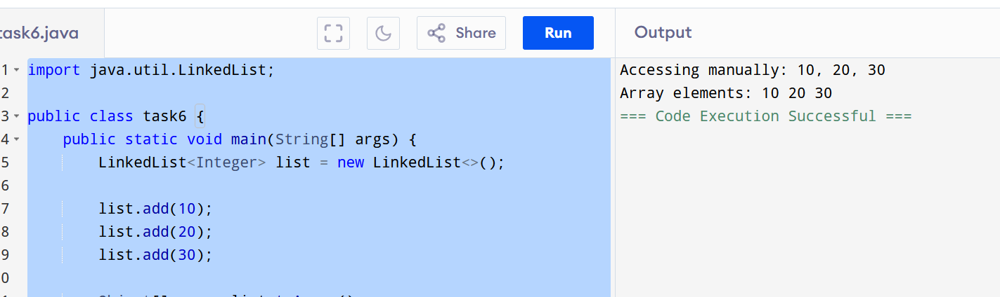 task6.java
Share
Run
Output
1 import java.util.LinkedList;
2
3 public class task6 {
4 public static void main(String[] args) {
5 LinkedList<Integer> list = new LinkedList<>();
6
7 list.add(10);
8 list.add(20);
9 list.add(30);
0
Accessing manually: 10, 20, 30
Array elements: 10 20 30
=== Code Execution Successful ===